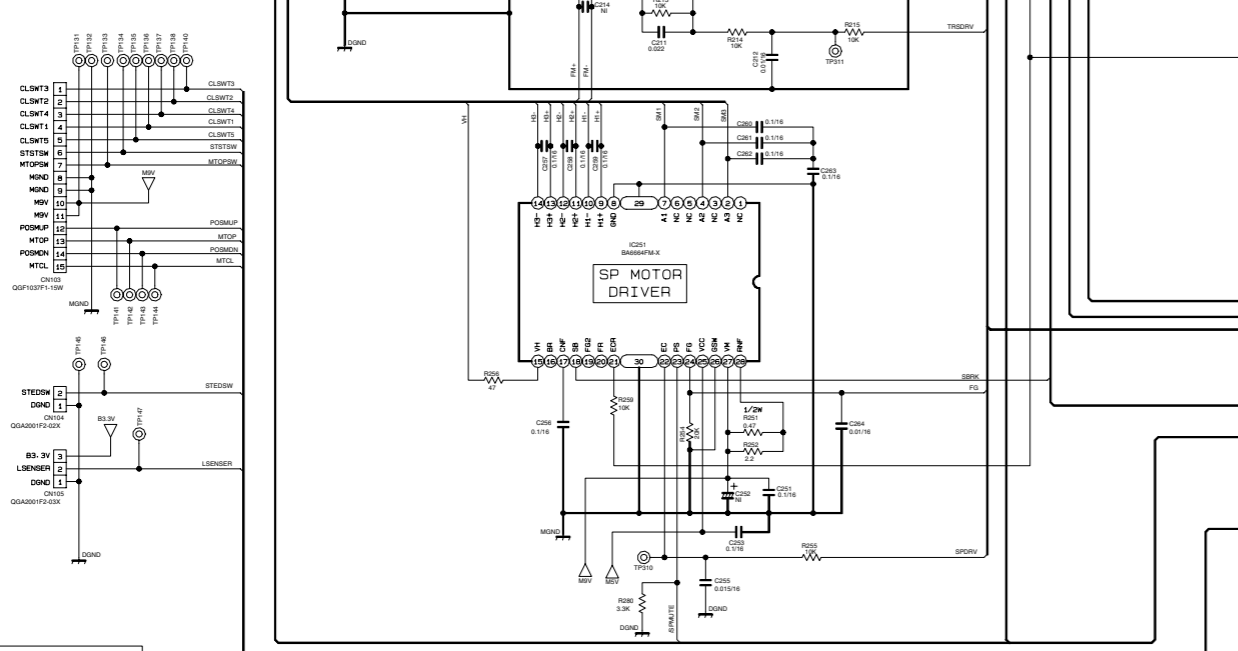 C214
NI
10K
C211
0.022
R214
10K
C212
0.01/16
R215
10K
TP311
TRSDRV
DGND
FM+
FM-
TP131
TP132
TP133
TP134
TP135
TP136
TP137
TP138
TP140
CLSWT3 1 CLSWT3
CLSWT2 2 CLSWT2
CLSWT4 3 CLSWT4
CLSWT1 4 CLSWT1
CLSWT5 5 CLSWT5
STSTSW 6 STSTSW
MTOPSW 7 MTOPSW
MGND 8
MGND 9
M9V 10
M9V 11
M9V
POSMUP 12 POSMUP
MTOP 13 MTOP
POSMDN 14 POSMDN
MTCL 15 MTCL
CN103
QGF1037F1-15W
MGND
TP141
TP142
TP143
TP144
TP145
TP146
STEDSW 2 STEDSW
DGND 1
CN104
QGA2001F2-02X
B3.3V
TP147
B3.3V 3
LSENSER 2 LSENSER
DGND 1
CN105
QGA2001F2-03X
DGND
VH
H3-
H3+
H2-
H2+
H1-
H1+
SM1
SM2
SM3
C257
0.1/16
C258
0.1/16
C259
0.1/16
C260 0.1/16
C261 0.1/16
C262 0.1/16
C263
0.1/16
14 13 12 11 10 9 8 29 7 6 5 4 3 2 1
H3- H3+ H2- H2+ H1- H1+ GND A1 NC NC A2 NC A3 NC
IC251
BA6664FM-X
SP MOTOR
DRIVER
VH BR CNF SB FG2 FR ECR EC PS FG VCC GSW VM RNF
15 16 17 18 19 20 21 30 22 23 24 25 26 27 28
R256
47
SBRK
FG
R259
10K
C256
0.1/16
R254
20K
1/2W
R251
0.47
R252
2.2
C264
0.01/16
+
C252
NI
C251
0.1/16
MGND
C253
0.1/16
R255
10K
SPDRV
TP310
M9V
M5V
C255
0.015/16
DGND
R280
3.3K
DGND
SPMUTE